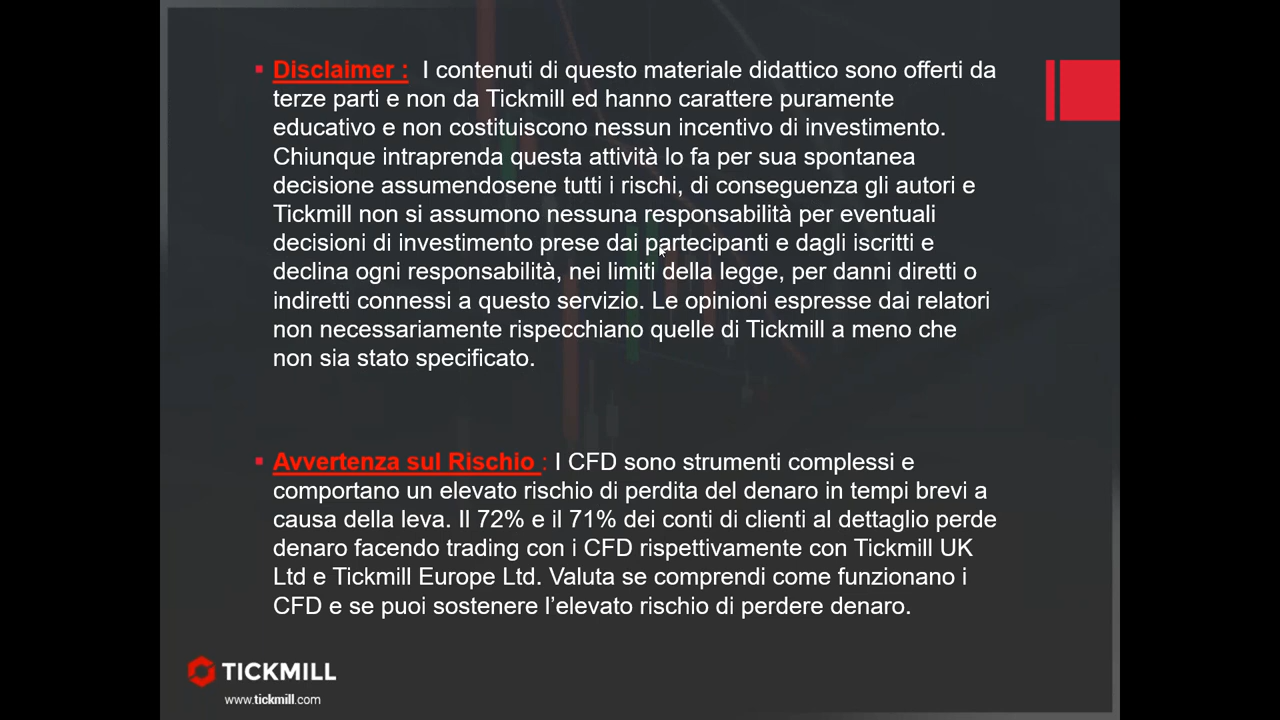 Disclaimer : I contenuti di questo materiale didattico sono offerti da
terze parti e non da Tickmill ed hanno carattere puramente
educativo e non costituiscono nessun incentivo di investimento.
Chiunque intraprenda questa attività lo fa per sua spontanea
decisione assumendosene tutti i rischi, di conseguenza gli autori e
Tickmill non si assumono nessuna responsabilità per eventuali
decisioni di investimento prese dai partecipanti e dagli iscritti e
declina ogni responsabilità, nei limiti della legge, per danni diretti o
indiretti connessi a questo servizio. Le opinioni espresse dai relatori
non necessariamente rispecchiano quelle di Tickmill a meno che
non sia stato specificato.
Avvertenza sul Rischio : I CFD sono strumenti complessi e
comportano un elevato rischio di perdita del denaro in tempi brevi a
causa della leva. Il 72% e il 71% dei conti di clienti al dettaglio perde
denaro facendo trading con i CFD rispettivamente con Tickmill UK
Ltd e Tickmill Europe Ltd. Valuta se comprendi come funzionano i
CFD e se puoi sostenere l’elevato rischio di perdere denaro.
TICKMILL
www.tickmill.com